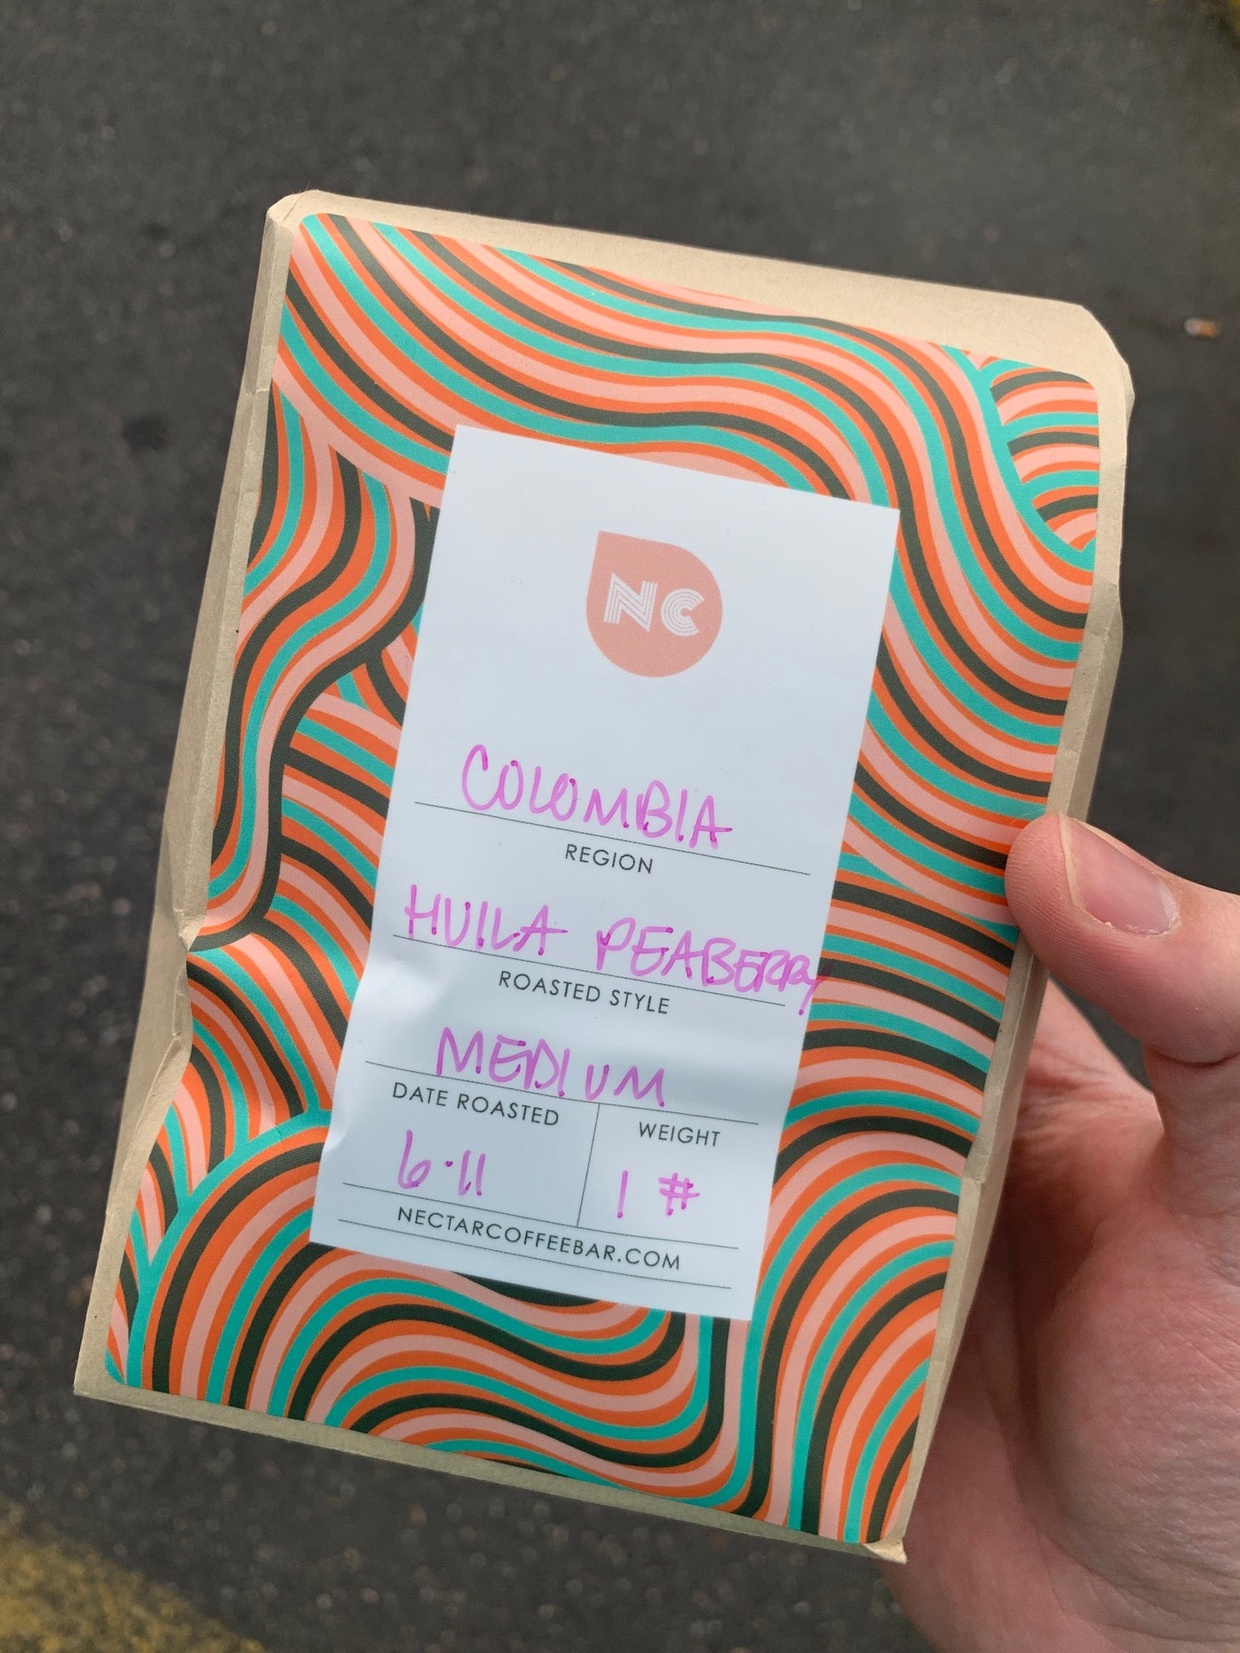 NC
COLOMBIA
REGION
HUILA PEABERRY
ROASTED STYLE
MEDIUM
DATE ROASTED
WEIGHT
6·11
1 #
NECTARCOFFEEBAR.COM